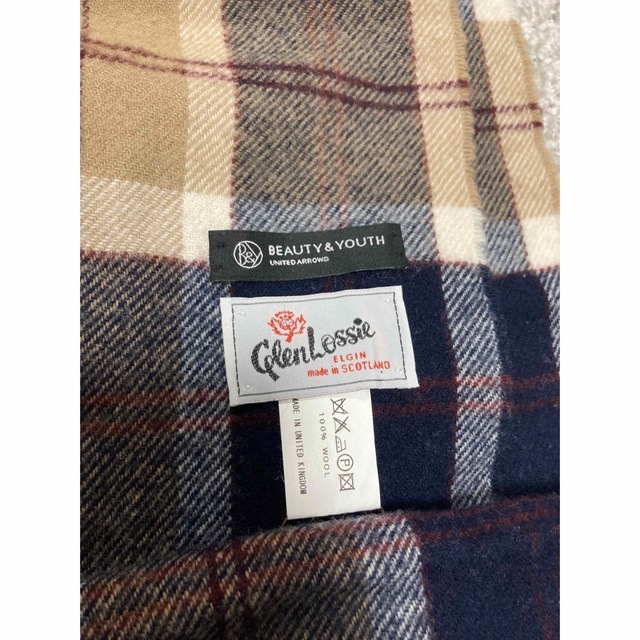 B&Y BEAUTY & YOUTH
UNITED ARROWS
GlenLossie
ELGIN
made in SCOTLAND
100% WOOL
MADE IN UNITED KINGDOM